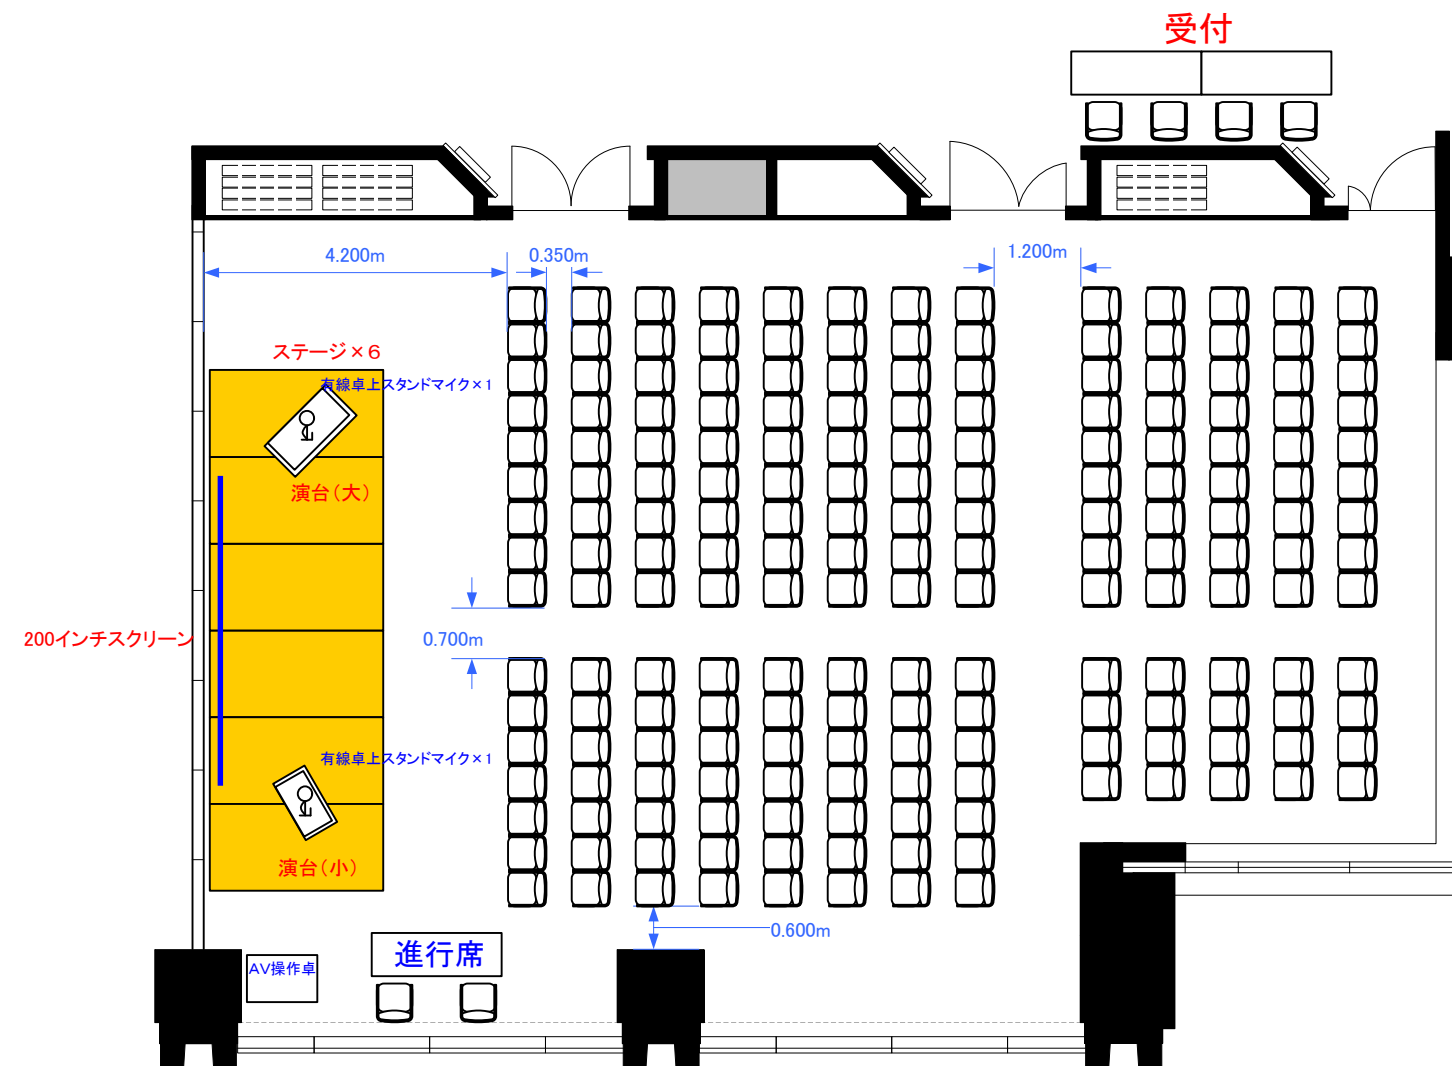 受付
4.200m
0.350m
1.200m
ステージ×6
有線卓上スタンドマイク×1
演台(大)
200インチスクリーン
0.700m
有線卓上スタンドマイク×1
演台(小)
0.600m
進行席
AV操作卓